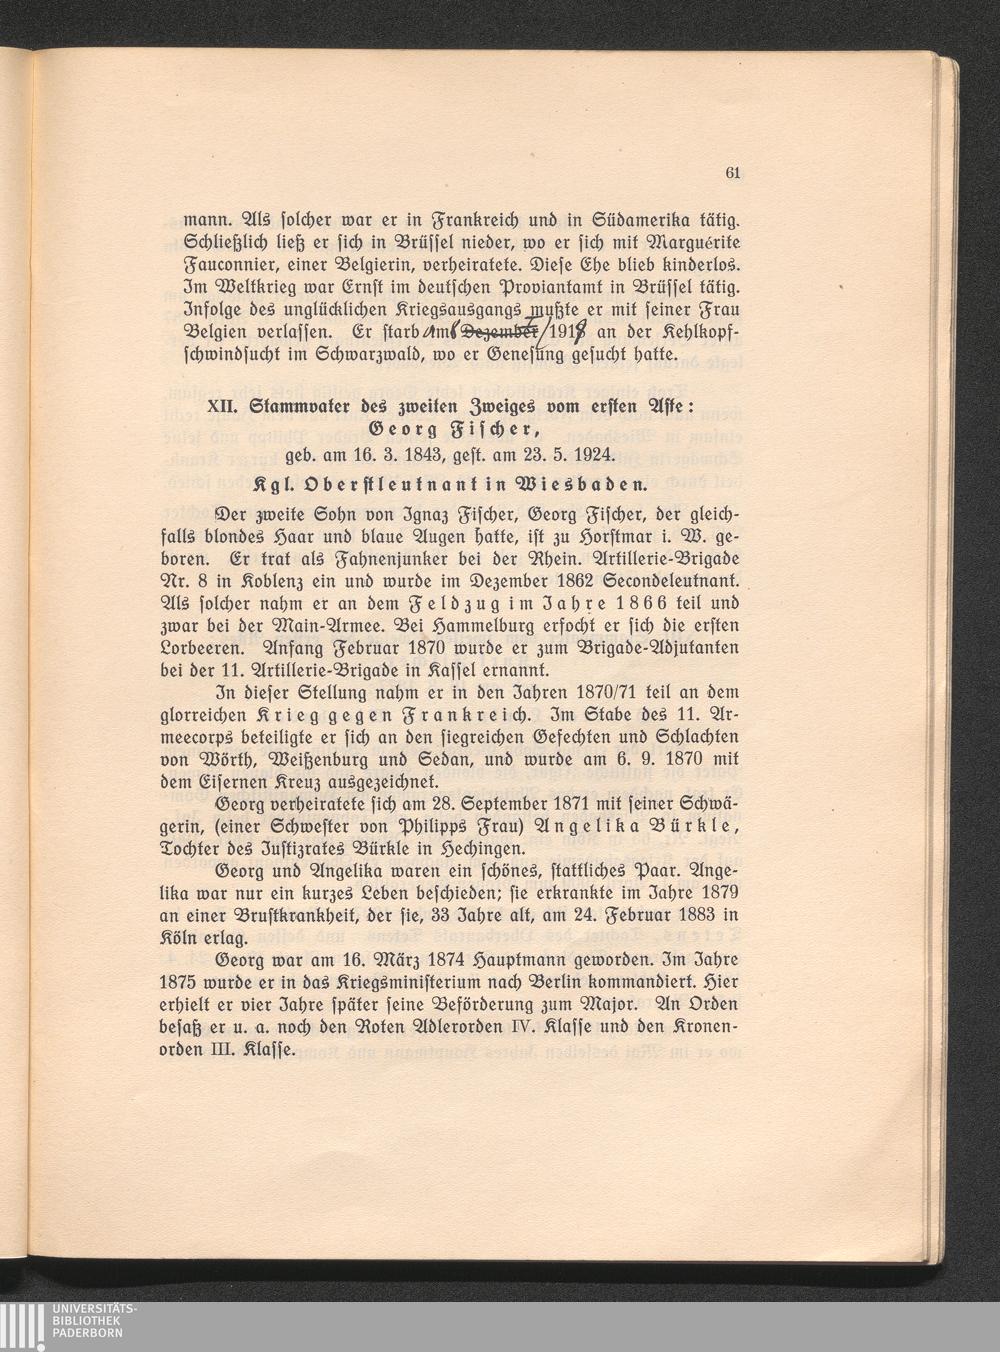 61
mann. Als solcher war er in Frankreich und in Südamerika tätig.
Schließlich ließ er sich in Brüssel nieder, wo er sich mit Marguérite
Fauconnier, einer Belgierin, verheiratete. Diese Ehe blieb kinderlos.
Im Weltkrieg war Ernst im deutschen Proviantamt in Brüssel tätig.
Infolge des unglücklichen Kriegsausgangs mußte er mit seiner Frau
Belgien verlassen. Er starb im Dezember 1918 an der Kehlkopf-
schwindsucht im Schwarzwald, wo er Genesung gesucht hatte.
XII. Stammvater des zweiten Zweiges vom ersten Aste:
Georg Fischer,
geb. am 16. 3. 1843, gest. am 23. 5. 1924.
Kgl. Oberstleutnant in Wiesbaden.
Der zweite Sohn von Ignaz Fischer, Georg Fischer, der gleich-
falls blondes Haar und blaue Augen hatte, ist zu Horstmar i. W. ge-
boren. Er trat als Fahnenjunker bei der Rhein. Artillerie-Brigade
Nr. 8 in Koblenz ein und wurde im Dezember 1862 Secondeleutnant.
Als solcher nahm er an dem Feldzug im Jahre 1866 teil und
zwar bei der Main-Armee. Bei Hammelburg erfocht er sich die ersten
Lorbeeren. Anfang Februar 1870 wurde er zum Brigade-Adjutanten
bei der 11. Artillerie-Brigade in Kassel ernannt.
In dieser Stellung nahm er in den Jahren 1870/71 teil an dem
glorreichen Krieg gegen Frankreich. Im Stabe des 11. Ar-
meecorps beteiligte er sich an den siegreichen Gefechten und Schlachten
von Wörth, Weißenburg und Sedan, und wurde am 6. 9. 1870 mit
dem Eisernen Kreuz ausgezeichnet.
Georg verheiratete sich am 28. September 1871 mit seiner Schwä-
gerin, (einer Schwester von Philipps Frau) Angelika Bürkle,
Tochter des Justizrates Bürkle in Hechingen.
Georg und Angelika waren ein schönes, stattliches Paar. Ange-
lika war nur ein kurzes Leben beschieden; sie erkrankte im Jahre 1879
an einer Brustkrankheit, der sie, 33 Jahre alt, am 24. Februar 1883 in
Köln erlag.
Georg war am 16. März 1874 Hauptmann geworden. Im Jahre
1875 wurde er in das Kriegsministerium nach Berlin kommandiert. Hier
erhielt er vier Jahre später seine Beförderung zum Major. An Orden
besaß er u. a. noch den Roten Adlerorden IV. Klasse und den Kronen-
orden III. Klasse.
UNIVERSITÄTS-
BIBLIOTHEK
PADERBORN